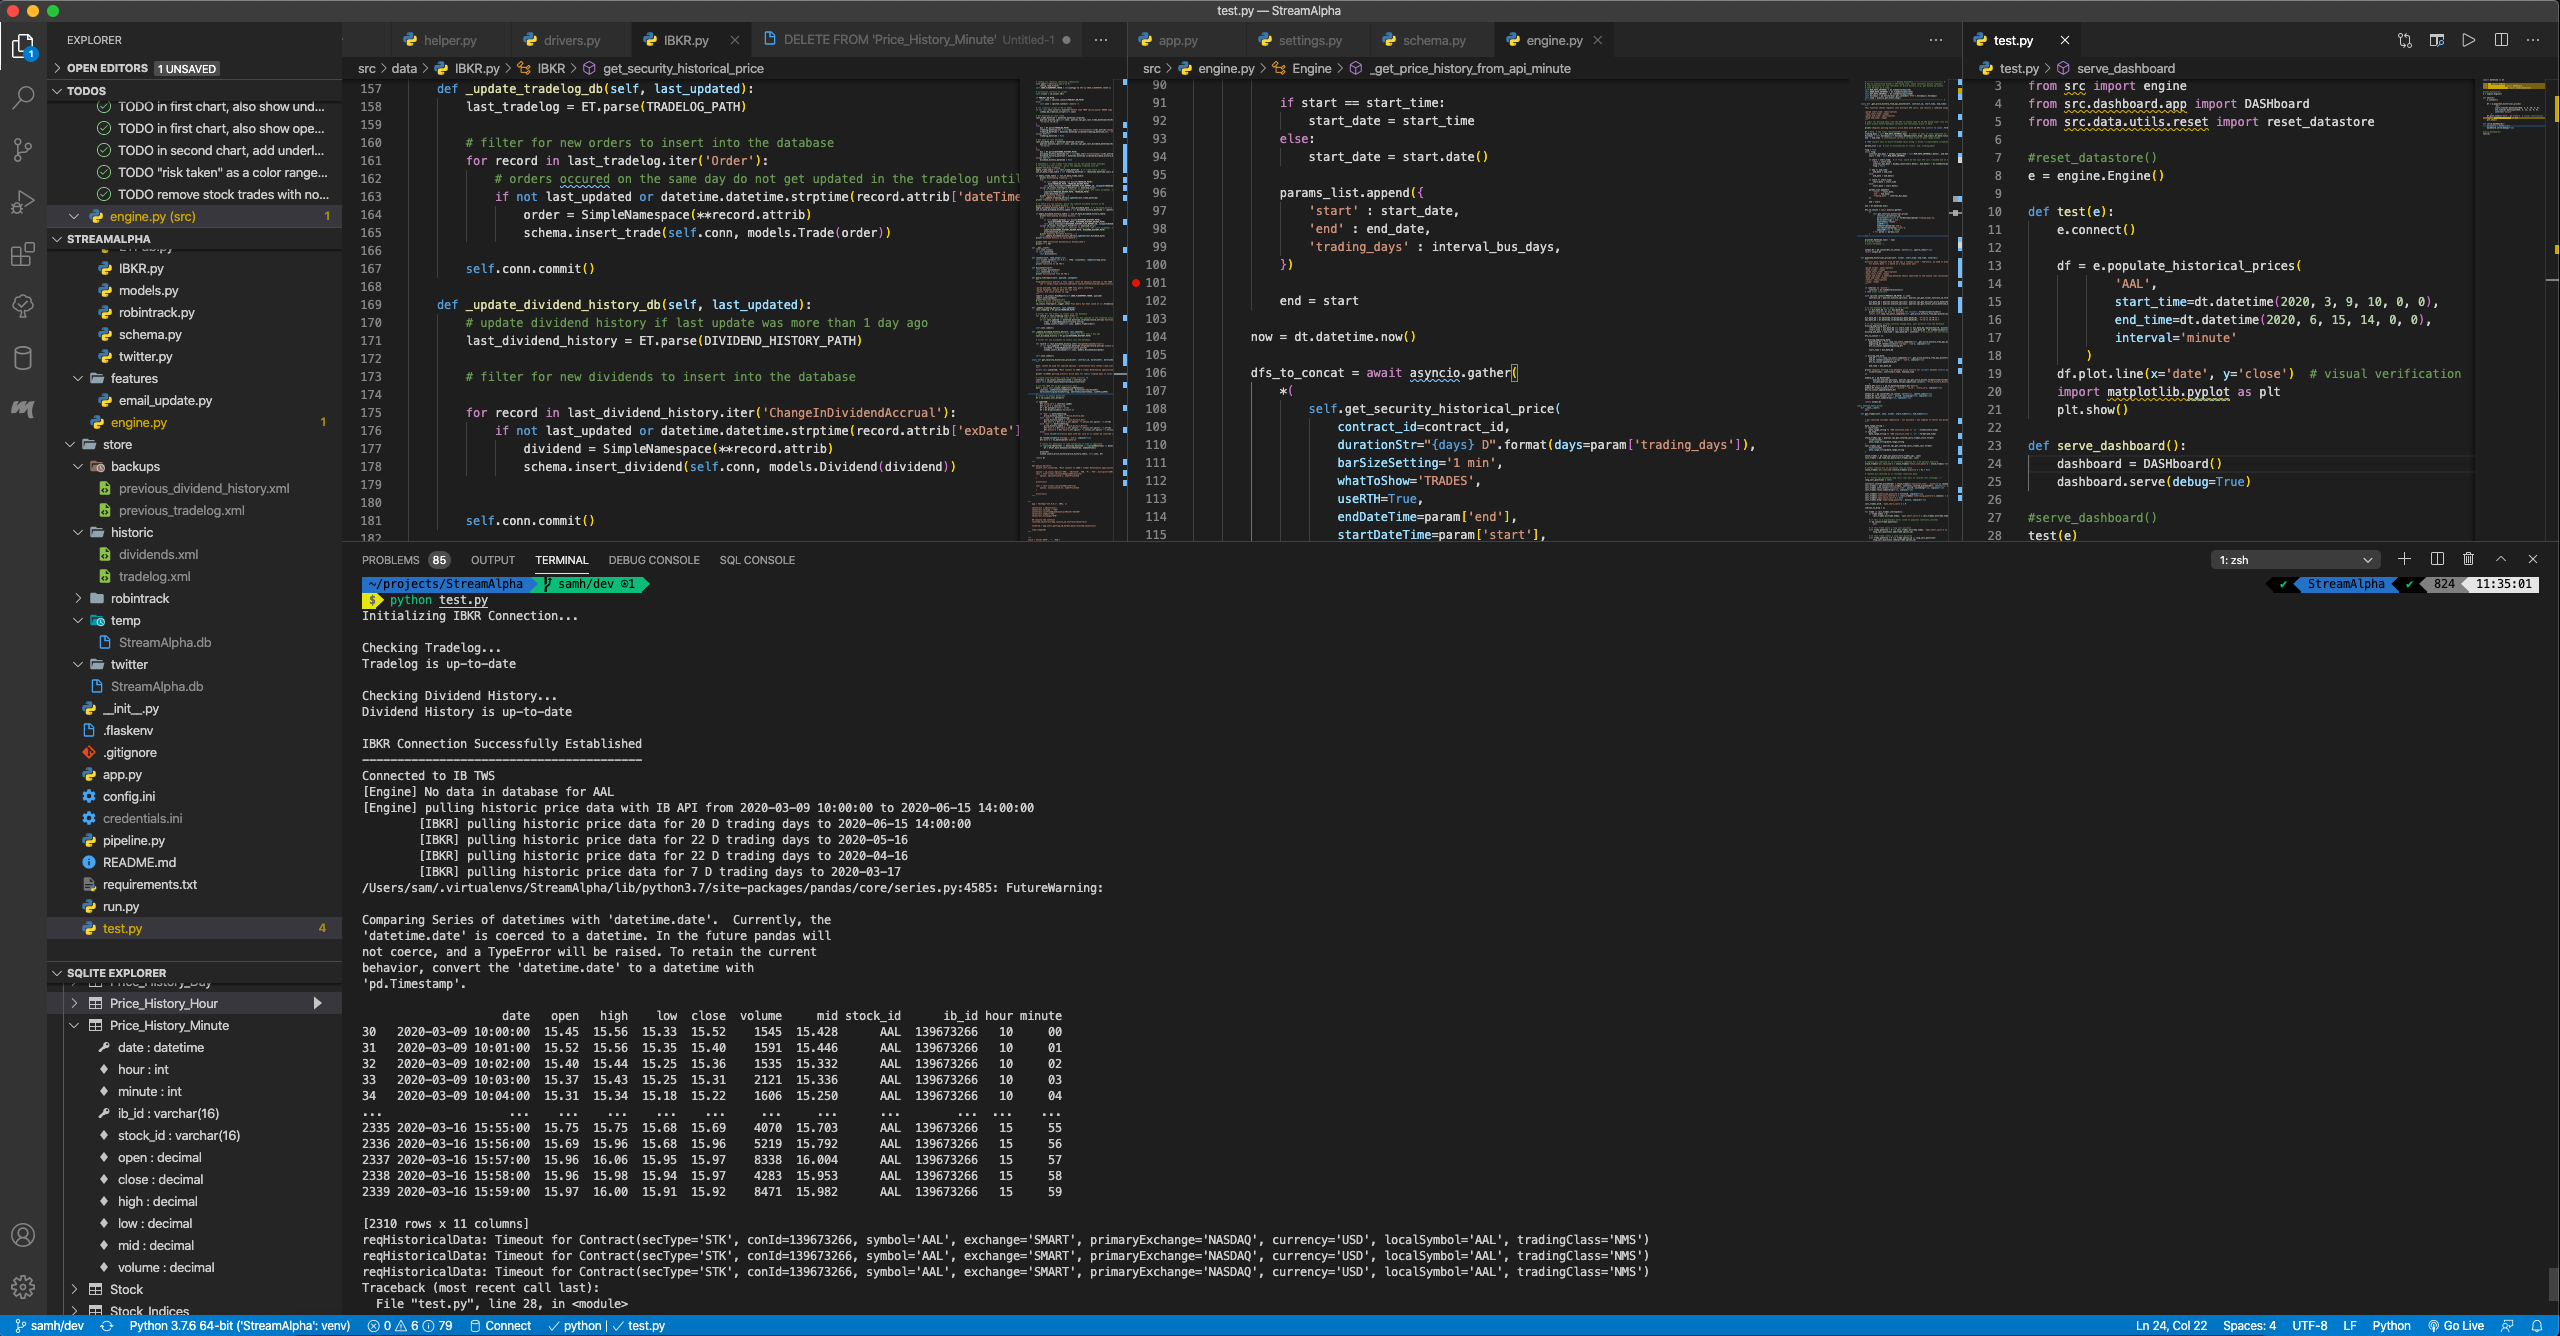 test.py — StreamAlpha
EXPLORER
OPEN EDITORS 1 UNSAVED
TODOS
TODO in first chart, also show und...
TODO in first chart, also show ope...
TODO in second chart, add underl...
TODO "risk taken" as a color range...
TODO remove stock trades with no...
engine.py (src) 1
STREAMALPHA
IBKR.py
models.py
robintrack.py
schema.py
twitter.py
features
email_update.py
engine.py 1
store
backups
previous_dividend_history.xml
previous_tradelog.xml
historic
dividends.xml
tradelog.xml
robintrack
temp
StreamAlpha.db
twitter
StreamAlpha.db
__init__.py
.flaskenv
.gitignore
app.py
config.ini
credentials.ini
pipeline.py
README.md
requirements.txt
run.py
test.py 4
SQLITE EXPLORER
Price_History_Day
Price_History_Hour
Price_History_Minute
date : datetime
hour : int
minute : int
ib_id : varchar(16)
stock_id : varchar(16)
open : decimal
close : decimal
high : decimal
low : decimal
mid : decimal
volume : decimal
Stock
Stock_Indices
helper.py drivers.py IBKR.py DELETE FROM 'Price_History_Minute' Untitled-1
src > data > IBKR.py > IBKR > get_security_historical_price
157 def _update_tradelog_db(self, last_updated):
158 last_tradelog = ET.parse(TRADELOG_PATH)
159
160 # filter for new orders to insert into the database
161 for record in last_tradelog.iter('Order'):
162 # orders occured on the same day do not get updated in the tradelog until
163 if not last_updated or datetime.datetime.strptime(record.attrib['dateTime
164 order = SimpleNamespace(**record.attrib)
165 schema.insert_trade(self.conn, models.Trade(order))
166
167 self.conn.commit()
168
169 def _update_dividend_history_db(self, last_updated):
170 # update dividend history if last update was more than 1 day ago
171 last_dividend_history = ET.parse(DIVIDEND_HISTORY_PATH)
172
173 # filter for new dividends to insert into the database
174
175 for record in last_dividend_history.iter('ChangeInDividendAccrual'):
176 if not last_updated or datetime.datetime.strptime(record.attrib['exDate']
177 dividend = SimpleNamespace(**record.attrib)
178 schema.insert_dividend(self.conn, models.Dividend(dividend))
179
180
181 self.conn.commit()
182
app.py settings.py schema.py engine.py
src > engine.py > Engine > _get_price_history_from_api_minute
90
91 if start == start_time:
92 start_date = start_time
93 else:
94 start_date = start.date()
95
96 params_list.append({
97 'start' : start_date,
98 'end' : end_date,
99 'trading_days' : interval_bus_days,
100 })
101
102 end = start
103
104 now = dt.datetime.now()
105
106 dfs_to_concat = await asyncio.gather(
107 *(
108 self.get_security_historical_price(
109 contract_id=contract_id,
110 durationStr="{days} D".format(days=param['trading_days']),
111 barSizeSetting='1 min',
112 whatToShow='TRADES',
113 useRTH=True,
114 endDateTime=param['end'],
115 startDateTime=param['start'],
test.py
test.py > serve_dashboard
3 from src import engine
4 from src.dashboard.app import DASHboard
5 from src.data.utils.reset import reset_datastore
6
7 #reset_datastore()
8 e = engine.Engine()
9
10 def test(e):
11 e.connect()
12
13 df = e.populate_historical_prices(
14 'AAL',
15 start_time=dt.datetime(2020, 3, 9, 10, 0, 0),
16 end_time=dt.datetime(2020, 6, 15, 14, 0, 0),
17 interval='minute'
18 )
19 df.plot.line(x='date', y='close') # visual verification
20 import matplotlib.pyplot as plt
21 plt.show()
22
23 def serve_dashboard():
24 dashboard = DASHboard()
25 dashboard.serve(debug=True)
26
27 #serve_dashboard()
28 test(e)
PROBLEMS 85 OUTPUT TERMINAL DEBUG CONSOLE SQL CONSOLE 1: zsh
~/projects/StreamAlpha samh/dev 1 StreamAlpha 824 11:35:01
$ python test.py
Initializing IBKR Connection...
Checking Tradelog...
Tradelog is up-to-date
Checking Dividend History...
Dividend History is up-to-date
IBKR Connection Successfully Established
----------------------------------------
Connected to IB TWS
[Engine] No data in database for AAL
[Engine] pulling historic price data with IB API from 2020-03-09 10:00:00 to 2020-06-15 14:00:00
[IBKR] pulling historic price data for 20 D trading days to 2020-06-15 14:00:00
[IBKR] pulling historic price data for 22 D trading days to 2020-05-16
[IBKR] pulling historic price data for 22 D trading days to 2020-04-16
[IBKR] pulling historic price data for 7 D trading days to 2020-03-17
/Users/sam/.virtualenvs/StreamAlpha/lib/python3.7/site-packages/pandas/core/series.py:4585: FutureWarning:
Comparing Series of datetimes with 'datetime.date'. Currently, the
'datetime.date' is coerced to a datetime. In the future pandas will
not coerce, and a TypeError will be raised. To retain the current
behavior, convert the 'datetime.date' to a datetime with
'pd.Timestamp'.
date open high low close volume mid stock_id ib_id hour minute
30 2020-03-09 10:00:00 15.45 15.56 15.33 15.52 1545 15.428 AAL 139673266 10 00
31 2020-03-09 10:01:00 15.52 15.56 15.35 15.40 1591 15.446 AAL 139673266 10 01
32 2020-03-09 10:02:00 15.40 15.44 15.25 15.36 1535 15.332 AAL 139673266 10 02
33 2020-03-09 10:03:00 15.37 15.43 15.25 15.31 2121 15.336 AAL 139673266 10 03
34 2020-03-09 10:04:00 15.31 15.34 15.18 15.22 1606 15.250 AAL 139673266 10 04
... ... ... ... ... ... ... ... ... ... ... ...
2335 2020-03-16 15:55:00 15.75 15.75 15.68 15.69 4070 15.703 AAL 139673266 15 55
2336 2020-03-16 15:56:00 15.69 15.96 15.68 15.96 5219 15.792 AAL 139673266 15 56
2337 2020-03-16 15:57:00 15.96 16.06 15.95 15.97 8338 16.004 AAL 139673266 15 57
2338 2020-03-16 15:58:00 15.96 15.98 15.94 15.97 4283 15.953 AAL 139673266 15 58
2339 2020-03-16 15:59:00 15.97 16.00 15.91 15.92 8471 15.982 AAL 139673266 15 59
[2310 rows x 11 columns]
reqHistoricalData: Timeout for Contract(secType='STK', conId=139673266, symbol='AAL', exchange='SMART', primaryExchange='NASDAQ', currency='USD', localSymbol='AAL', tradingClass='NMS')
reqHistoricalData: Timeout for Contract(secType='STK', conId=139673266, symbol='AAL', exchange='SMART', primaryExchange='NASDAQ', currency='USD', localSymbol='AAL', tradingClass='NMS')
reqHistoricalData: Timeout for Contract(secType='STK', conId=139673266, symbol='AAL', exchange='SMART', primaryExchange='NASDAQ', currency='USD', localSymbol='AAL', tradingClass='NMS')
Traceback (most recent call last):
File "test.py", line 28, in <module>
samh/dev Python 3.7.6 64-bit ('StreamAlpha': venv) 0 6 79 Connect python | test.py Ln 24, Col 22 Spaces: 4 UTF-8 LF Python Go Live